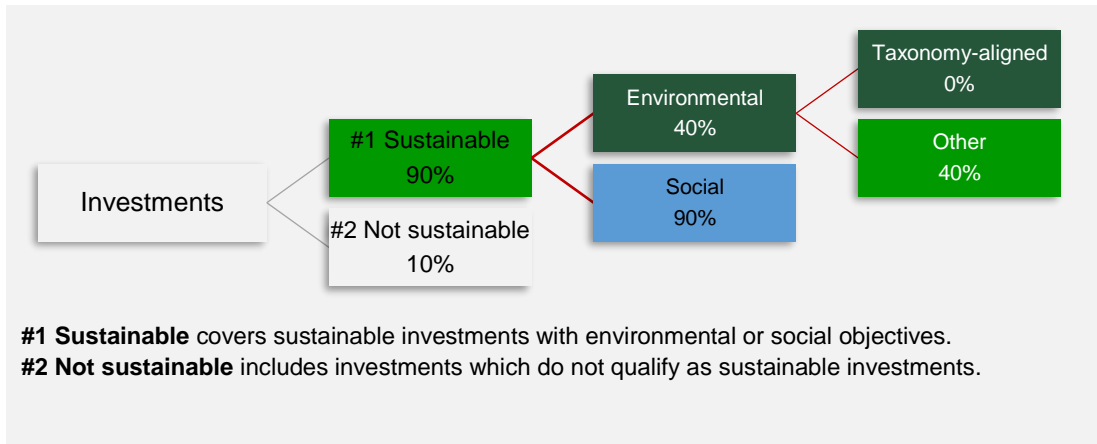 Investments
#1 Sustainable
90%
#2 Not sustainable
10%
Environmental
40%
Social
90%
Taxonomy-aligned
0%
Other
40%
#1 Sustainable covers sustainable investments with environmental or social objectives.
#2 Not sustainable includes investments which do not qualify as sustainable investments.